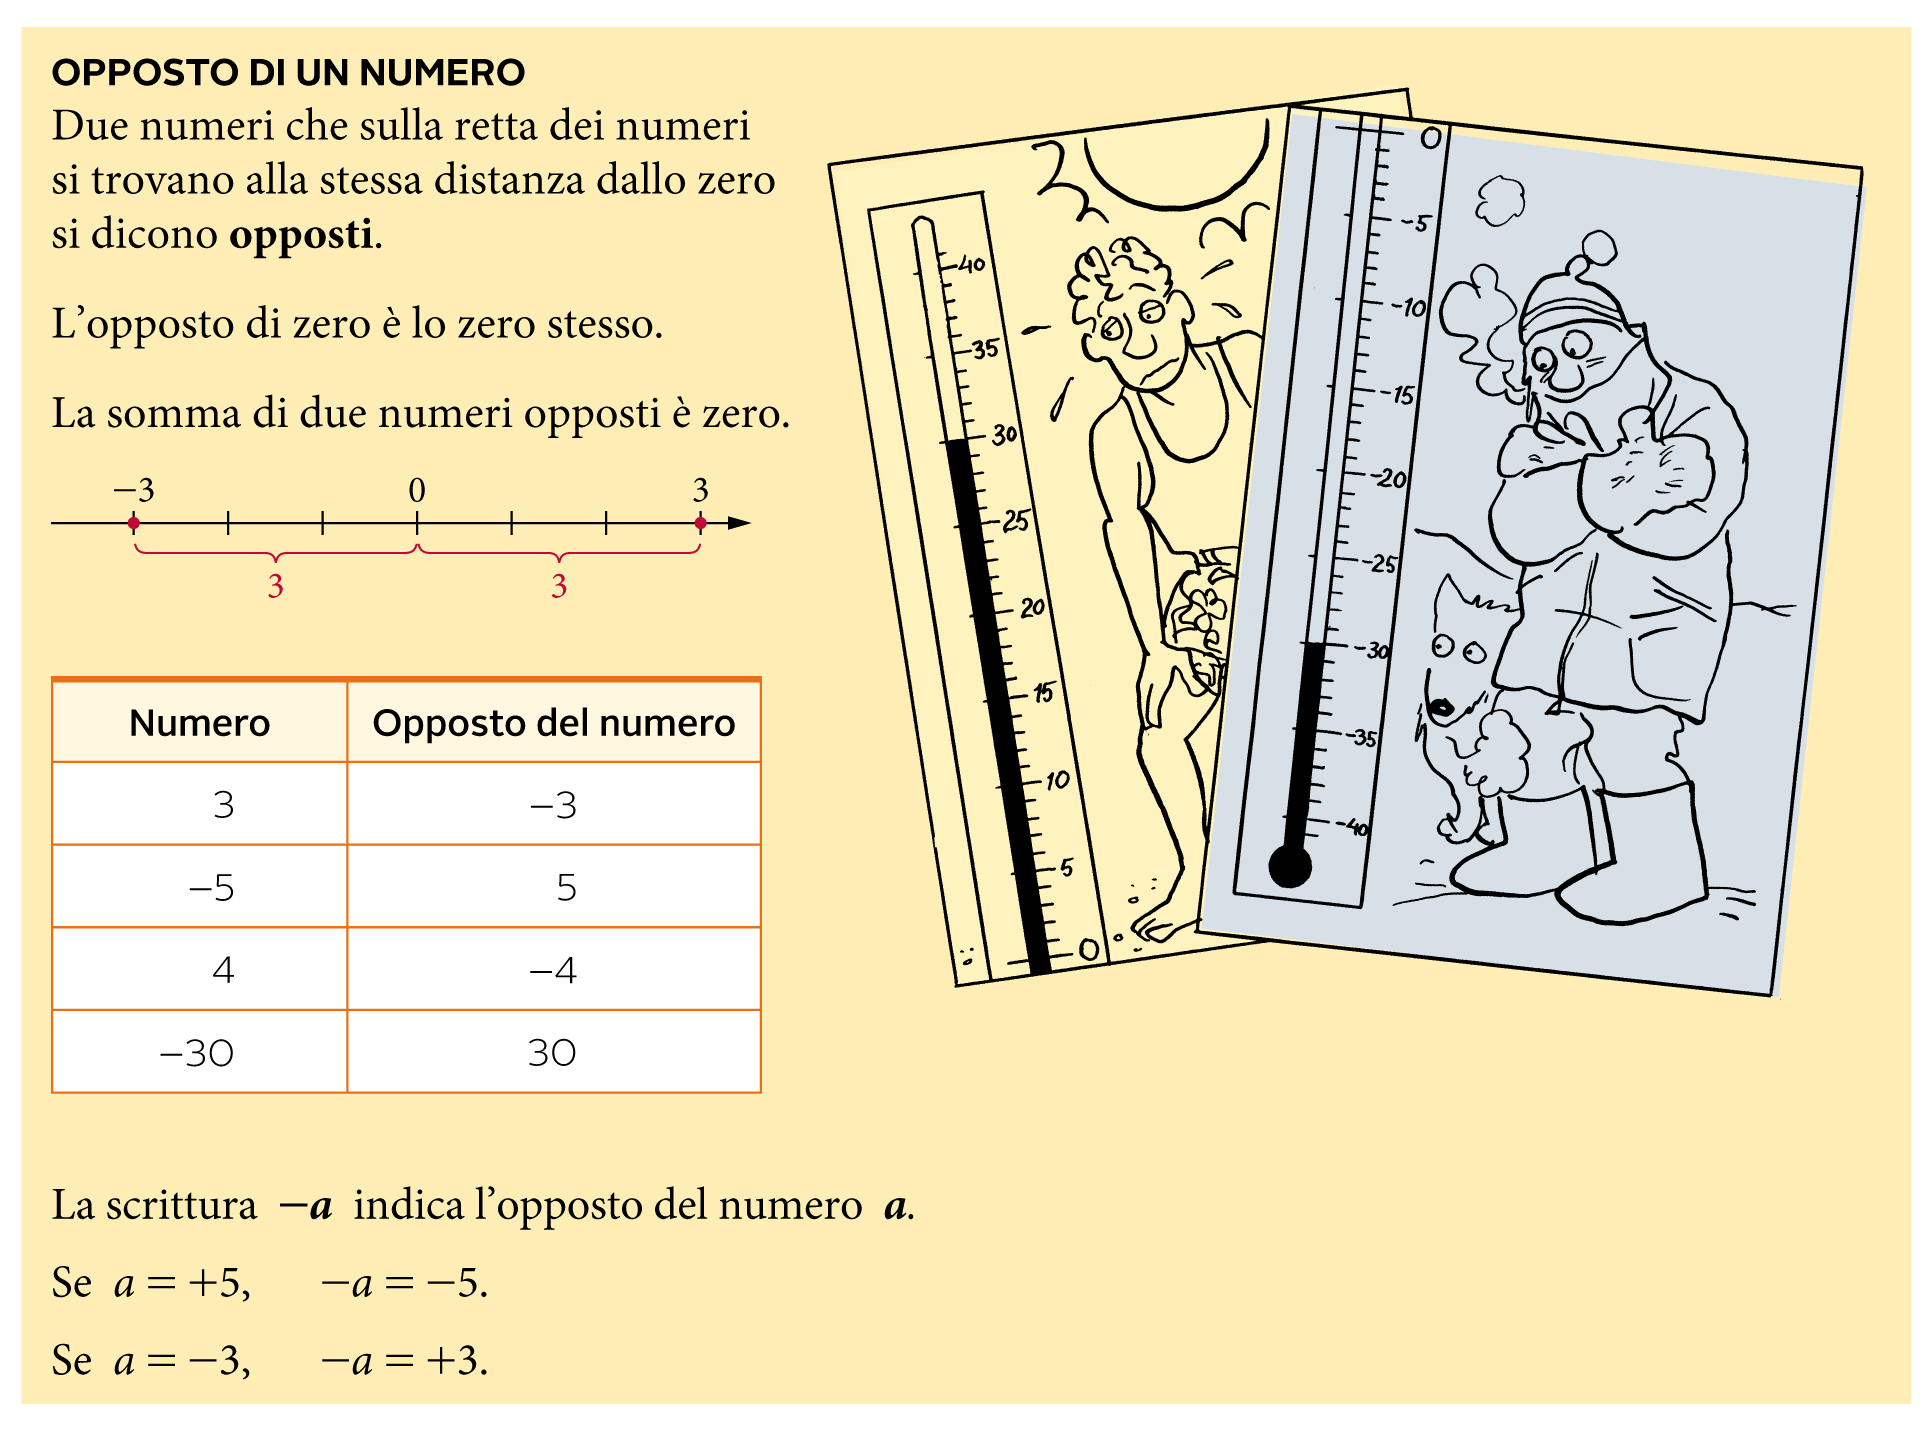 OPPOSTO DI UN NUMERO
Due numeri che sulla retta dei numeri
si trovano alla stessa distanza dallo zero
si dicono opposti.
L’opposto di zero è lo zero stesso.
La somma di due numeri opposti è zero.
−3 0 3
3 3
Numero Opposto del numero
3 −3
−5 5
4 −4
−30 30
La scrittura −a indica l’opposto del numero a.
Se a = +5, −a = −5.
Se a = −3, −a = +3.
40
35
30
25
20
15
10
5
0
0
-5
-10
-15
-20
-25
-30
-35
-40